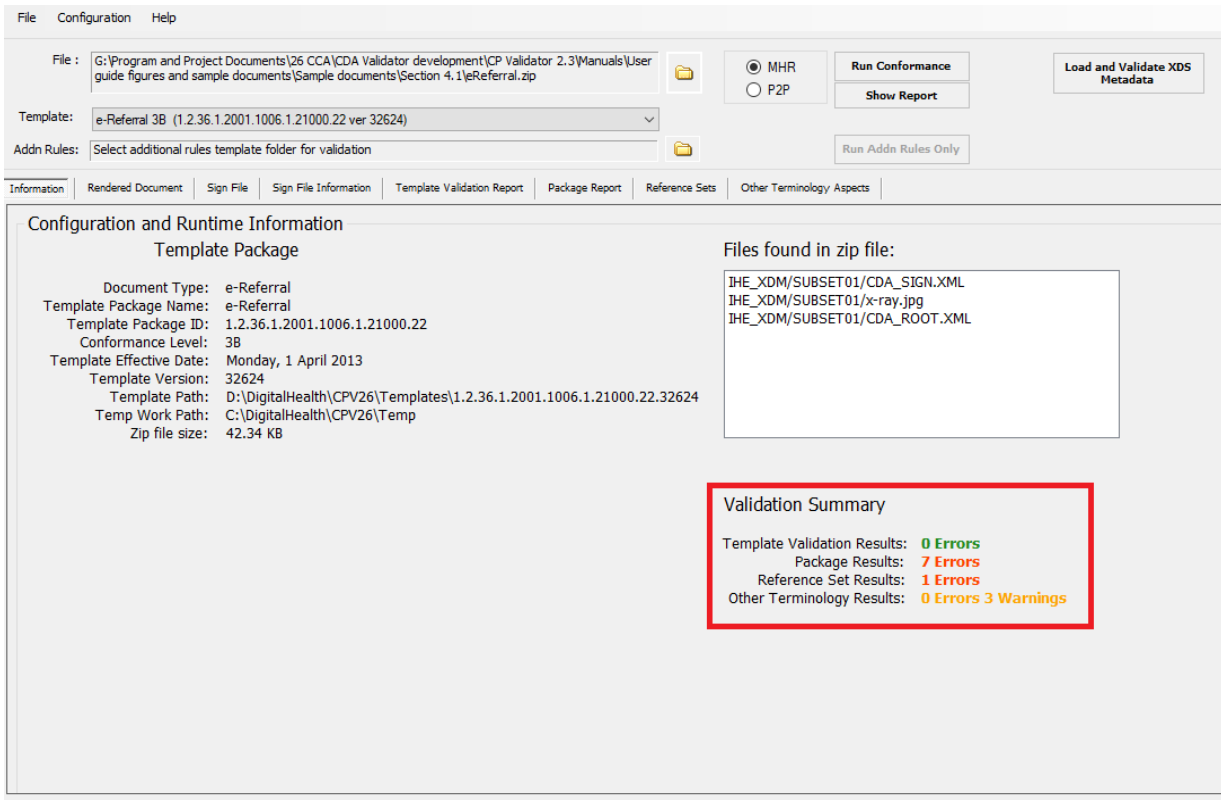 File Configuration Help
File : G:\Program and Project Documents\26 CCA\CDA Validator development\CP Validator 2.3\Manuals\User
guide figures and sample documents\Sample documents\Section 4.1\eReferral.zip
MHR
P2P
Run Conformance
Show Report
Load and Validate XDS
Metadata
Template: e-Referral 3B (1.2.36.1.2001.1006.1.21000.22 ver 32624)
Addn Rules: Select additional rules template folder for validation
Run Addn Rules Only
Information Rendered Document Sign File Sign File Information Template Validation Report Package Report Reference Sets Other Terminology Aspects
Configuration and Runtime Information
Template Package
Document Type: e-Referral
Template Package Name: e-Referral
Template Package ID: 1.2.36.1.2001.1006.1.21000.22
Conformance Level: 3B
Template Effective Date: Monday, 1 April 2013
Template Version: 32624
Template Path: D:\DigitalHealth\CPV26\Templates\1.2.36.1.2001.1006.1.21000.22.32624
Temp Work Path: C:\DigitalHealth\CPV26\Temp
Zip file size: 42.34 KB
Files found in zip file:
IHE_XDM/SUBSET01/CDA_SIGN.XML
IHE_XDM/SUBSET01/x-ray.jpg
IHE_XDM/SUBSET01/CDA_ROOT.XML
Validation Summary
Template Validation Results: 0 Errors
Package Results: 7 Errors
Reference Set Results: 1 Errors
Other Terminology Results: 0 Errors 3 Warnings